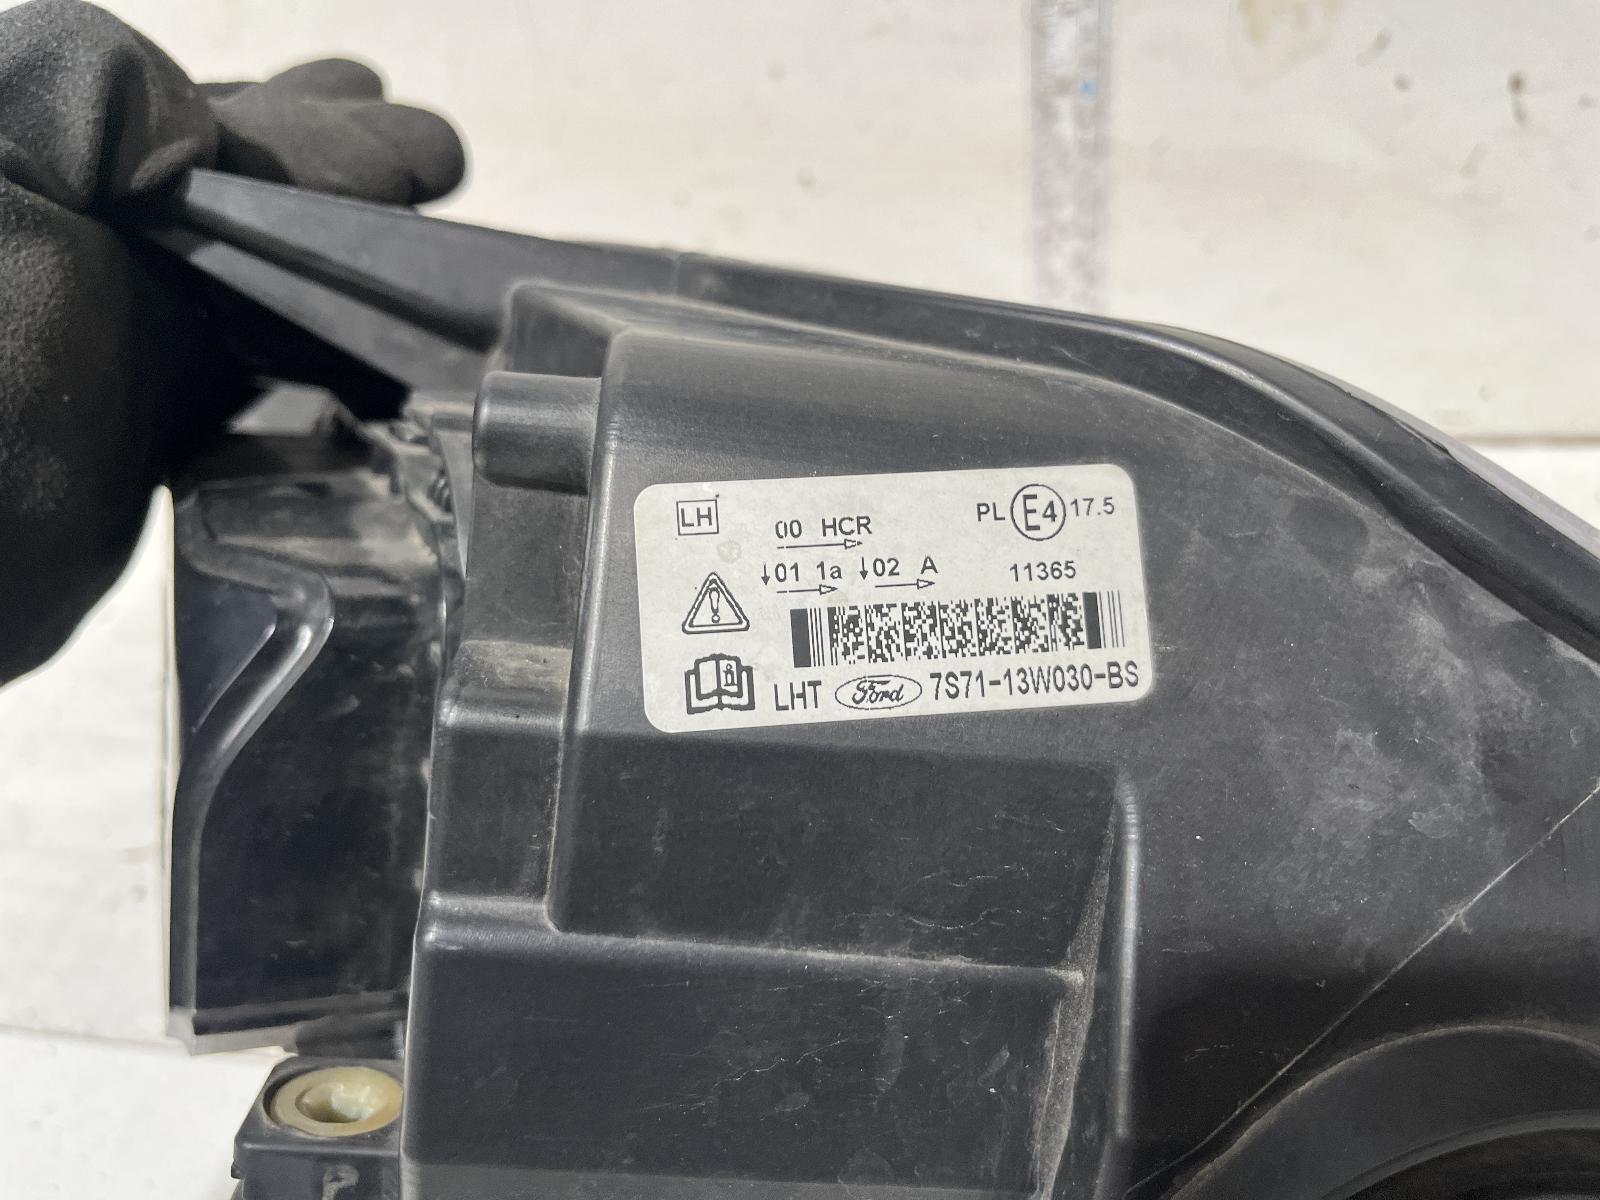 LH
00 HCR
PL E4 17.5
↓01 1a ↓02 A
11365
LHT Ford 7S71-13W030-BS